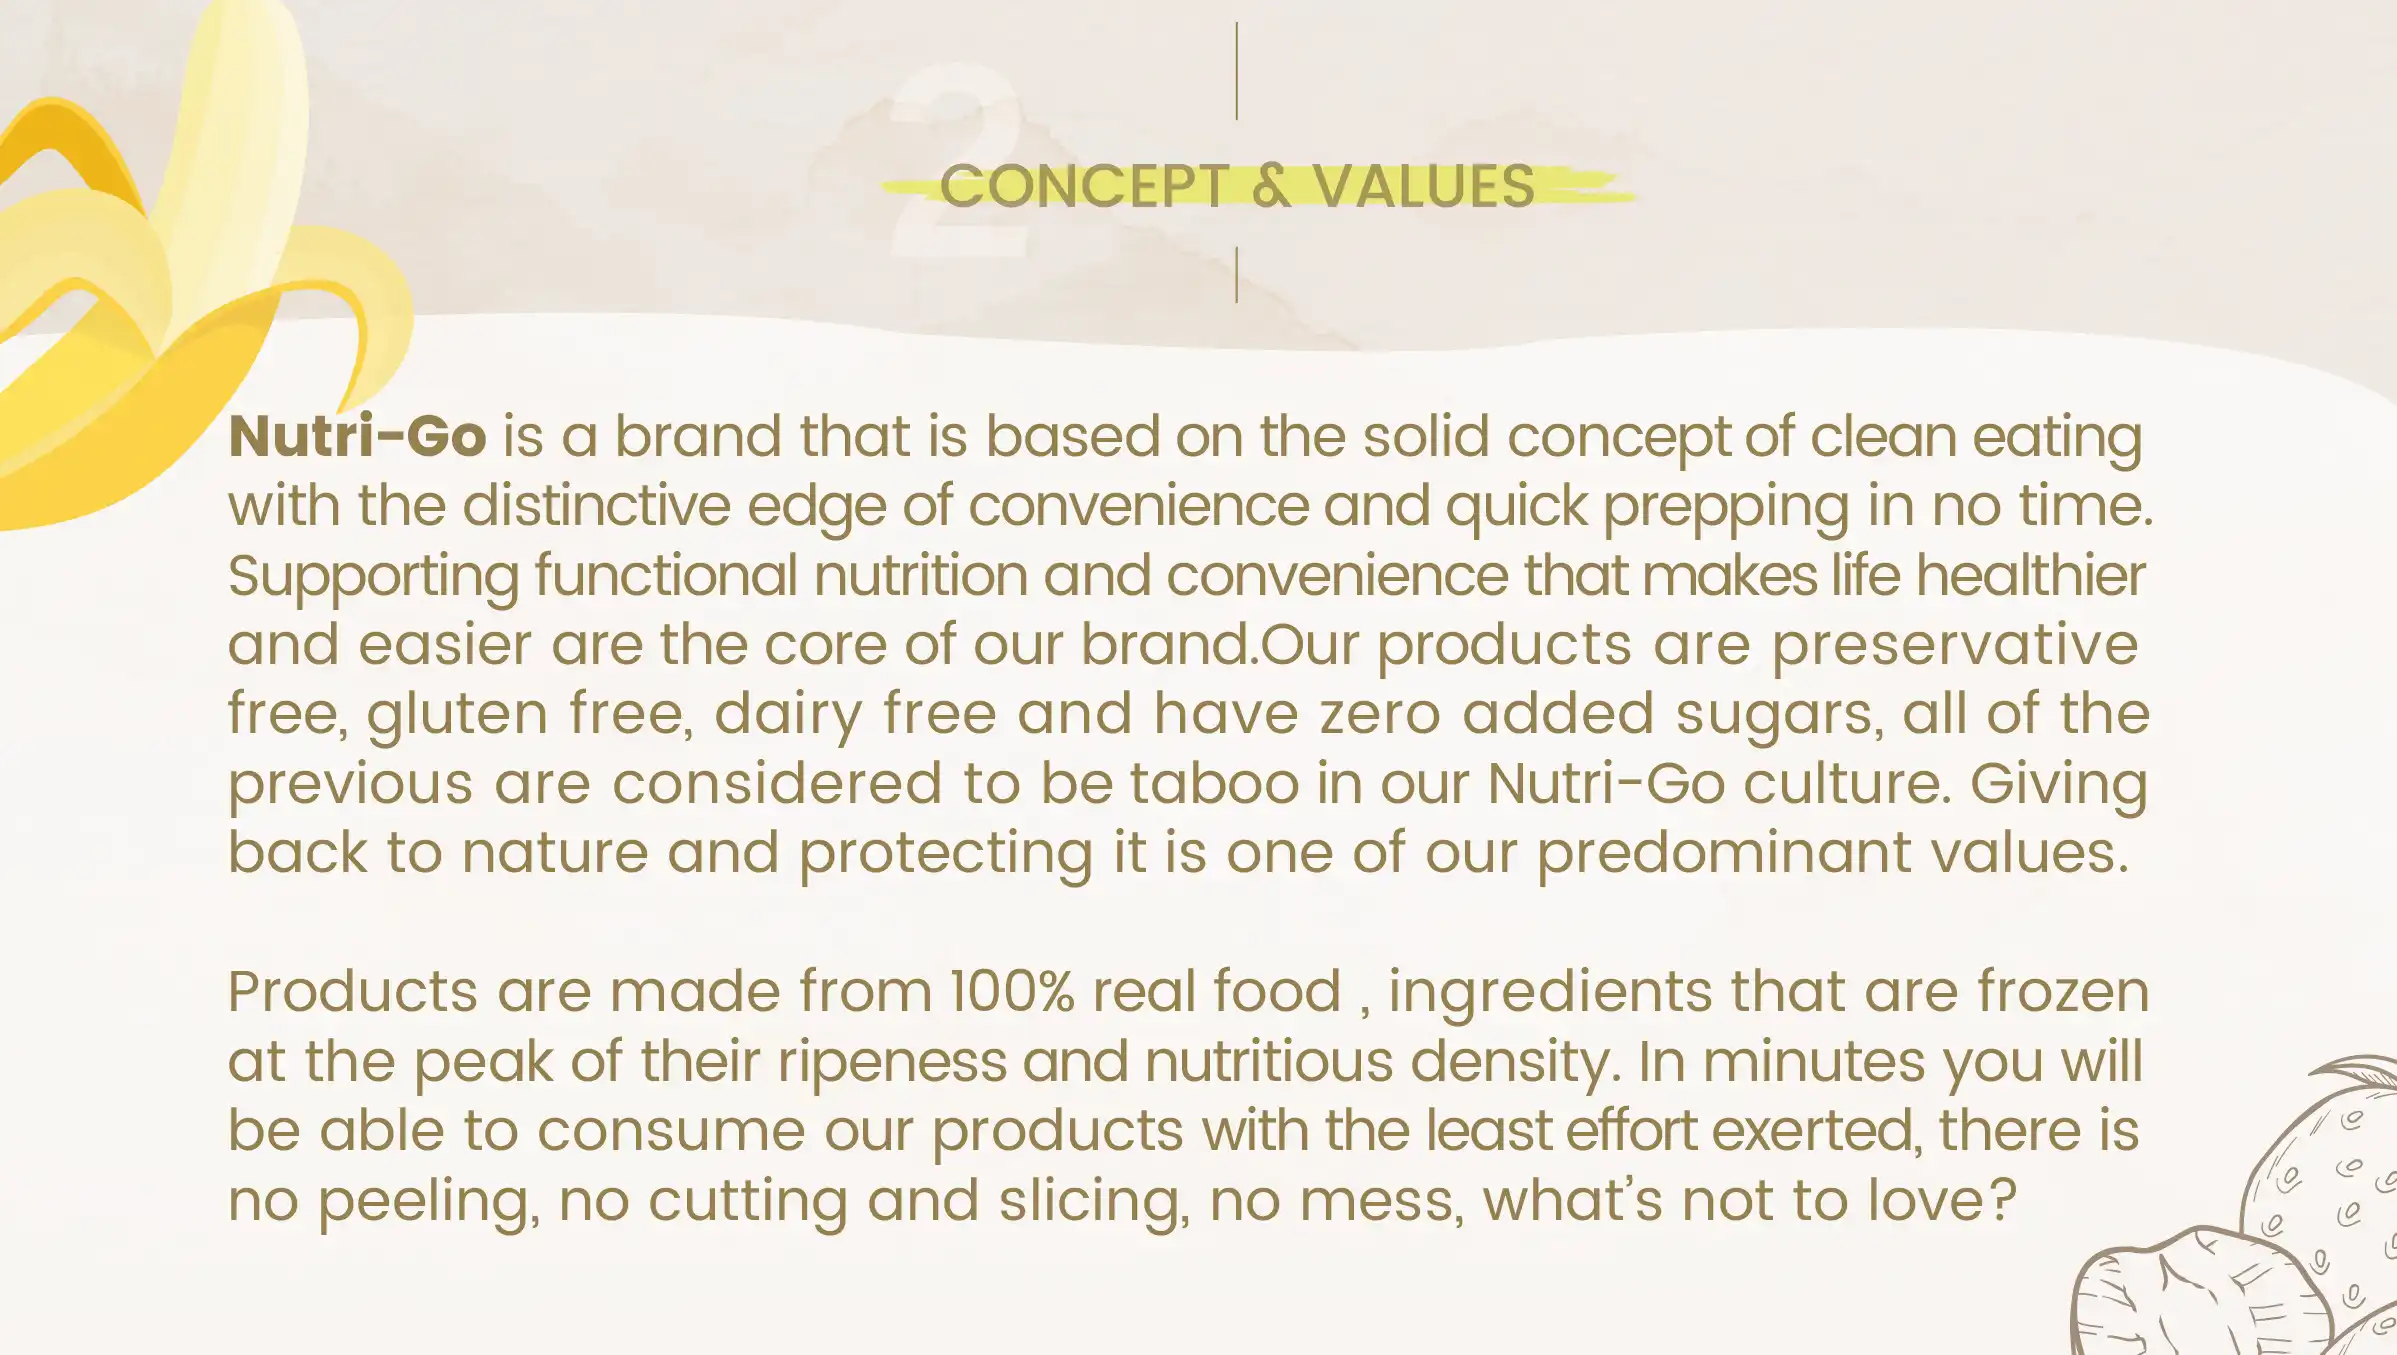 2
CONCEPT & VALUES
Nutri-Go is a brand that is based on the solid concept of clean eating
with the distinctive edge of convenience and quick prepping in no time.
Supporting functional nutrition and convenience that makes life healthier
and easier are the core of our brand.Our products are preservative
free, gluten free, dairy free and have zero added sugars, all of the
previous are considered to be taboo in our Nutri-Go culture. Giving
back to nature and protecting it is one of our predominant values.
Products are made from 100% real food , ingredients that are frozen
at the peak of their ripeness and nutritious density. In minutes you will
be able to consume our products with the least effort exerted, there is
no peeling, no cutting and slicing, no mess, what’s not to love?